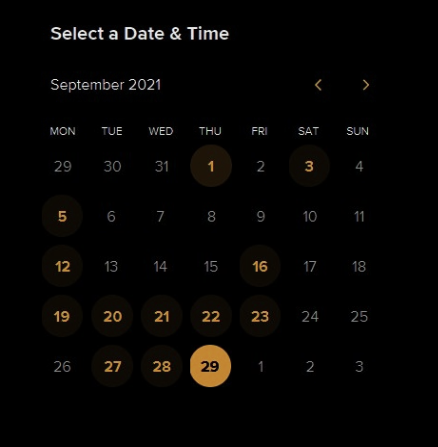 Select a Date & Time
September 2021
MON TUE WED THU FRI SAT SUN
29 30 31 1 2 3 4
5 6 7 8 9 10 11
12 13 14 15 16 17 18
19 20 21 22 23 24 25
26 27 28 29 1 2 3